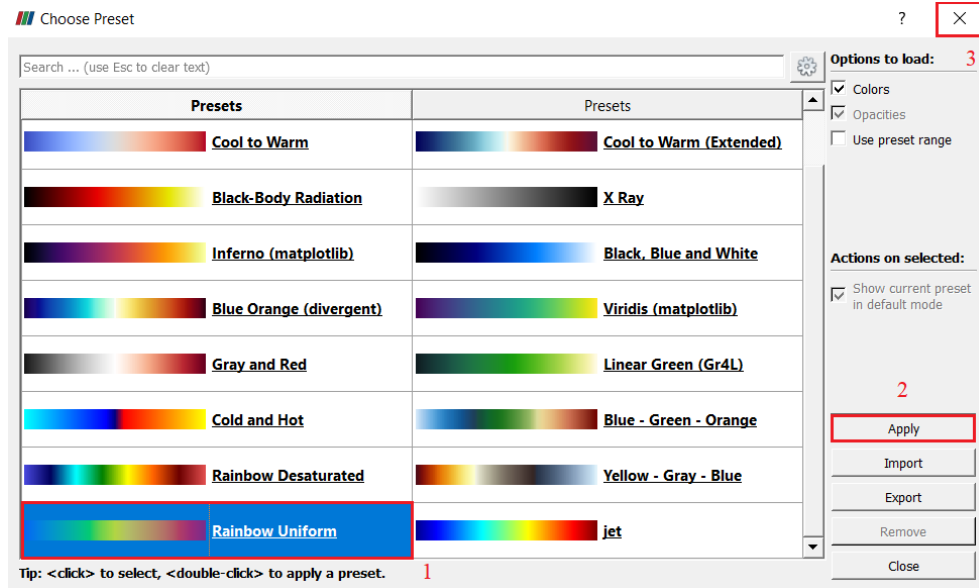 Choose Preset
?
Search ... (use Esc to clear text)
Options to load:
3
Presets
Presets
Colors
Opacities
Use preset range
Cool to Warm
Cool to Warm (Extended)
Black-Body Radiation
X Ray
Inferno (matplotlib)
Black, Blue and White
Actions on selected:
Show current preset
in default mode
Blue Orange (divergent)
Viridis (matplotlib)
Gray and Red
Linear Green (Gr4L)
2
Cold and Hot
Blue - Green - Orange
Apply
Import
Rainbow Desaturated
Yellow - Gray - Blue
Export
Rainbow Uniform
jet
Remove
Close
Tip: <click> to select, <double-click> to apply a preset.
1